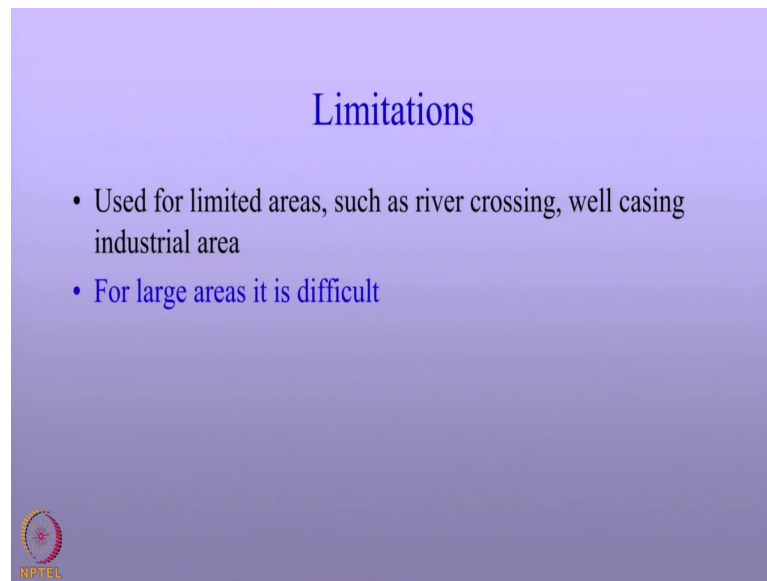 Limitations
• Used for limited areas, such as river crossing, well casing
industrial area
• For large areas it is difficult
NPTEL